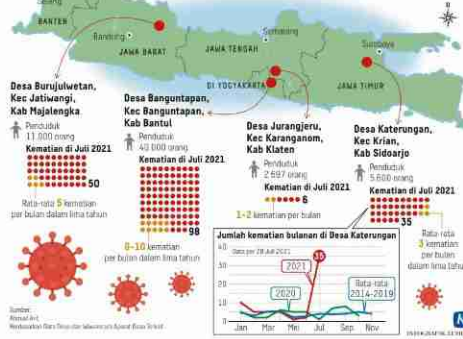 BANTEN
Bandung
Semarang
Surabaya
JAWA BARAT
JAWA TENGAH
DI YOGYAKARTA
JAWA TIMUR
Desa Burujulwetan,
Kec Jatiwangi,
Kab Majalengka
Penduduk
11.000 orang
Kematian di Juli 2021
50
Rata-rata 5 kematian
per bulan dalam lima tahun
Desa Banguntapan,
Kec Banguntapan,
Kab Bantul
Penduduk
40.000 orang
Kematian di Juli 2021
98
8-10 kematian
per bulan dalam lima tahun
Desa Jurangjeru,
Kec Karanganom,
Kab Klaten
Penduduk
2.697 orang
Kematian di Juli 2021
6
1-2 kematian per bulan
Desa Katerungan,
Kec Krian,
Kab Sidoarjo
Penduduk
5.600 orang
Kematian di Juli 2021
35
Rata-rata
3 kematian
per bulan
dalam lima tahun
Jumlah kematian bulanan di Desa Katerungan
Data per 28 Juli 2021
40
30
20
10
0
35
2021
2020
Rata-rata
2014-2019
Jan
Mar
Mei
Jul
Sep
Nov
Sumber: